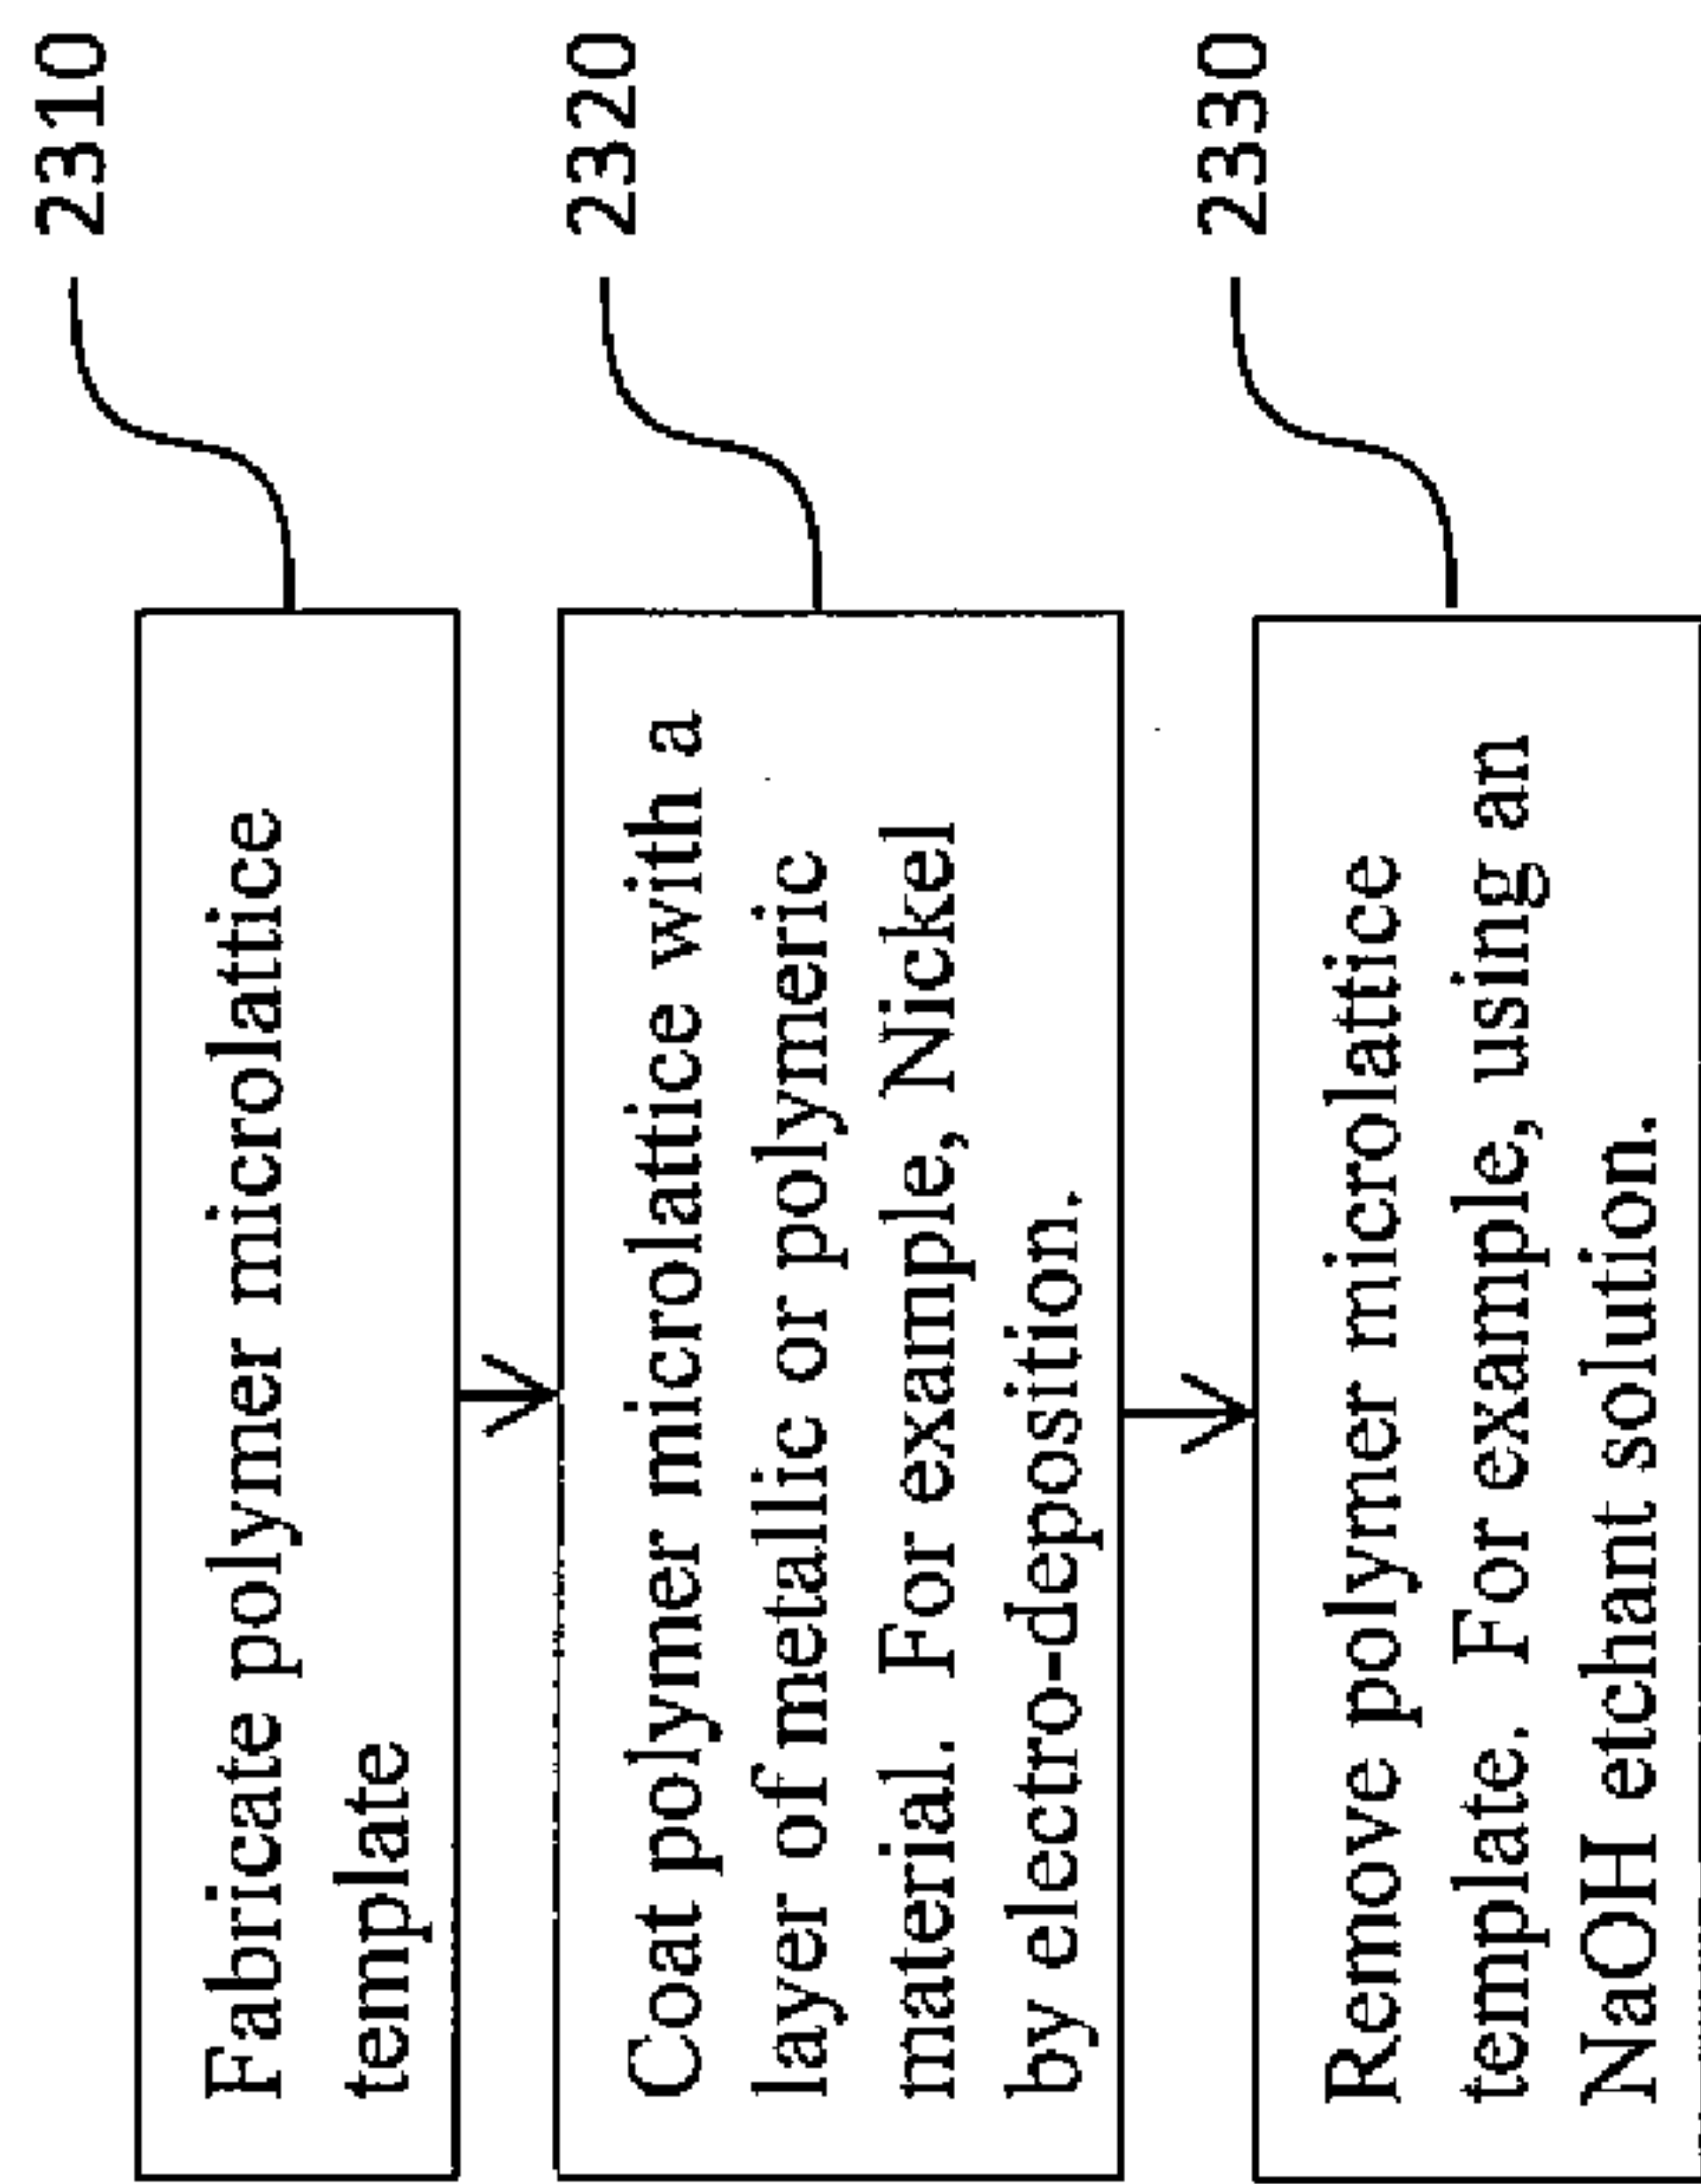 Fabricate polymer microlattice
template
2310
Coat polymer microlattice with a
layer of metallic or polymeric
material. For example, Nickel
by electro-deposition.
2320
Remove polymer microlattice
template. For example, using an
NaOH etchant solution.
2330